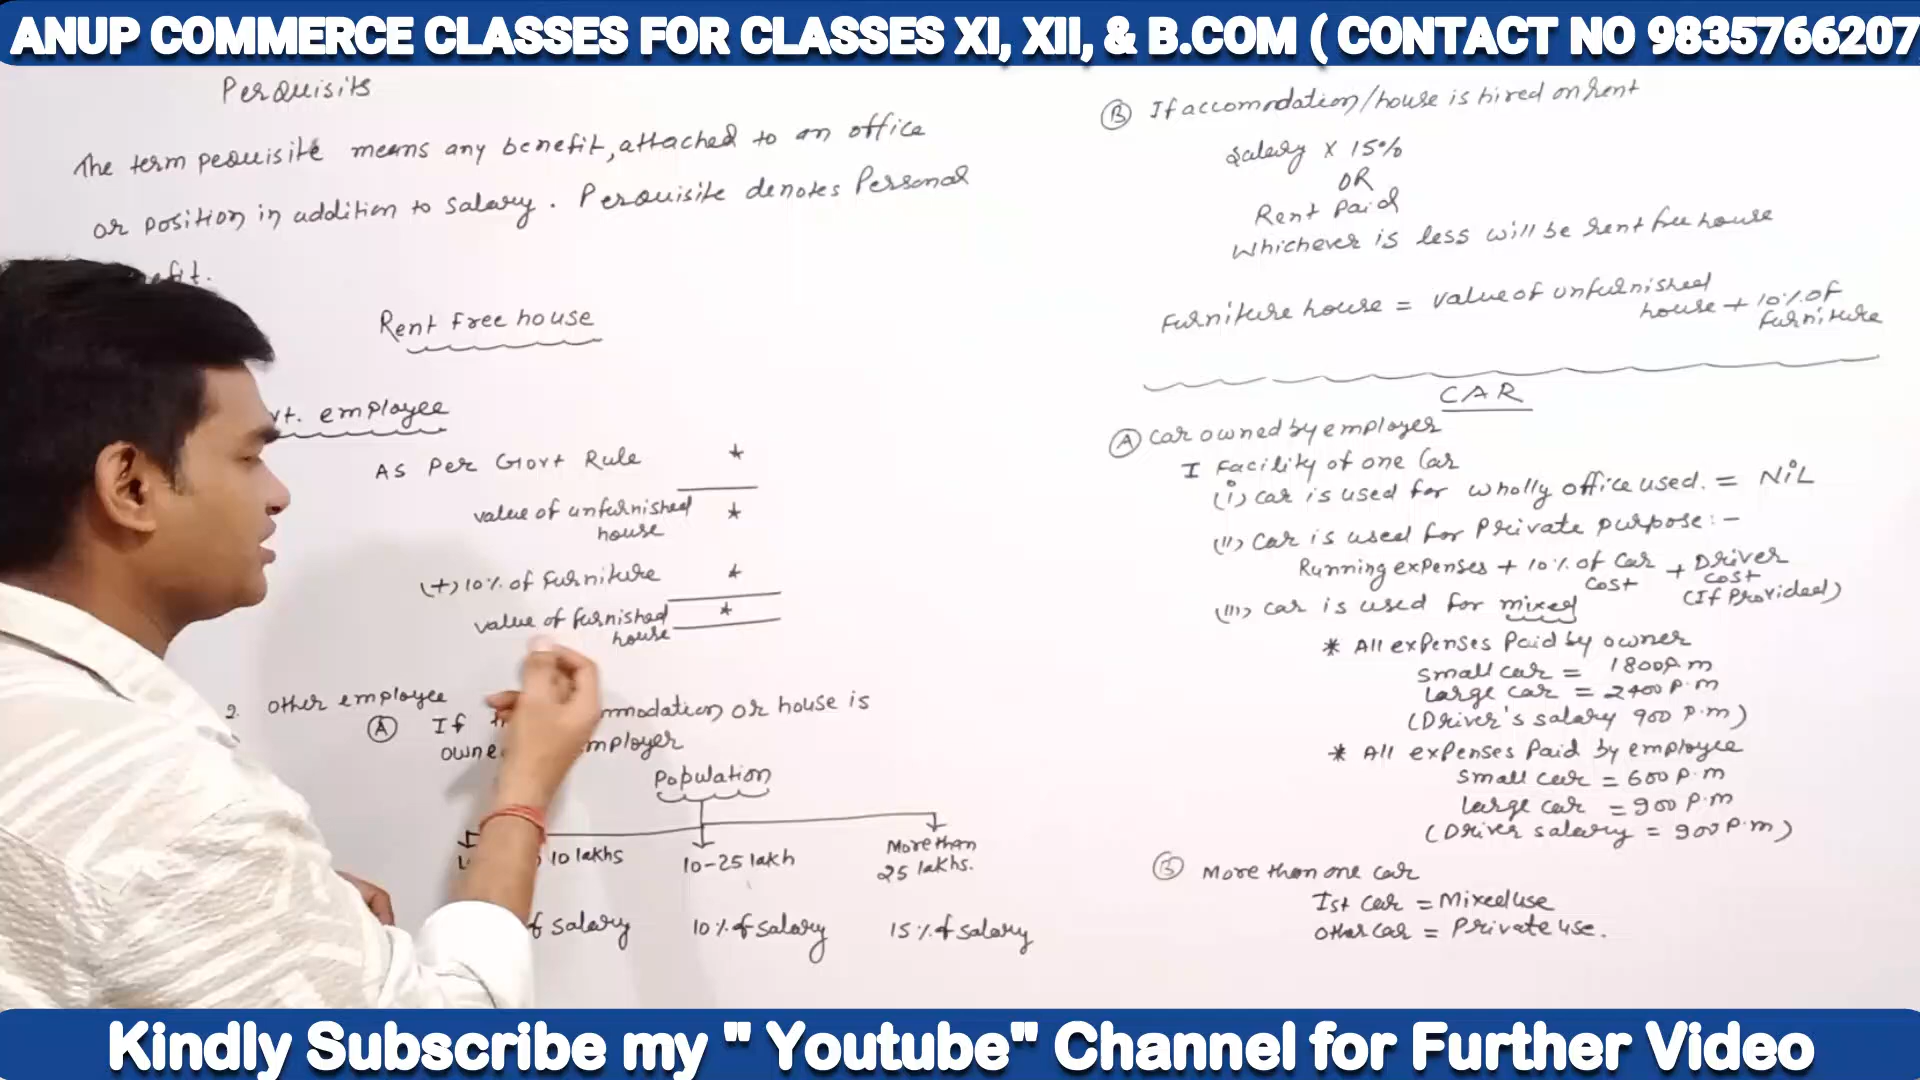 ANUP COMMERCE CLASSES FOR CLASSES XI, XII, & B.COM ( CONTACT NO 9835766207
Perquisits
The term pequisite means any benefit, attached to an office
or position in addition to salary. Perquisite denotes Personal
efit.
Rent free house
vt. employee
As Per Govt Rule *
value of unfurnished house *
(+) 10% of furniture *
value of furnished house *
2. other employee
(A) If modation or house is
owne mployer
Population
10 lakhs
10-25 lakh
More than 25 lakhs.
f salary
10% of salary
15% of salary
(B) If accomodation/house is hired on rent
Salary X 15%
OR
Rent Paid
Whichever is less will be rent free house
Furniture house = value of unfurnished house + 10% of furniture
CAR
(A) Car owned by employer
I Facility of one Car
(i) Car is used for wholly office used. = NiL
(ii) Car is used for Private purpose:-
Running expenses + 10% of Car Cost + Driver Cost (If Provided)
(iii) Car is used for mixed
* All expenses Paid by owner
Small car = 1800 P.m
Large car = 2400 P.m
(Driver's salary 900 P.m)
* All expenses Paid by employee
Small car = 600 P.m
Large car = 900 P.m
(Driver salary = 900 P.m)
(B) More than one car
Ist car = Mixed use
Other car = Private use.
Kindly Subscribe my " Youtube" Channel for Further Video